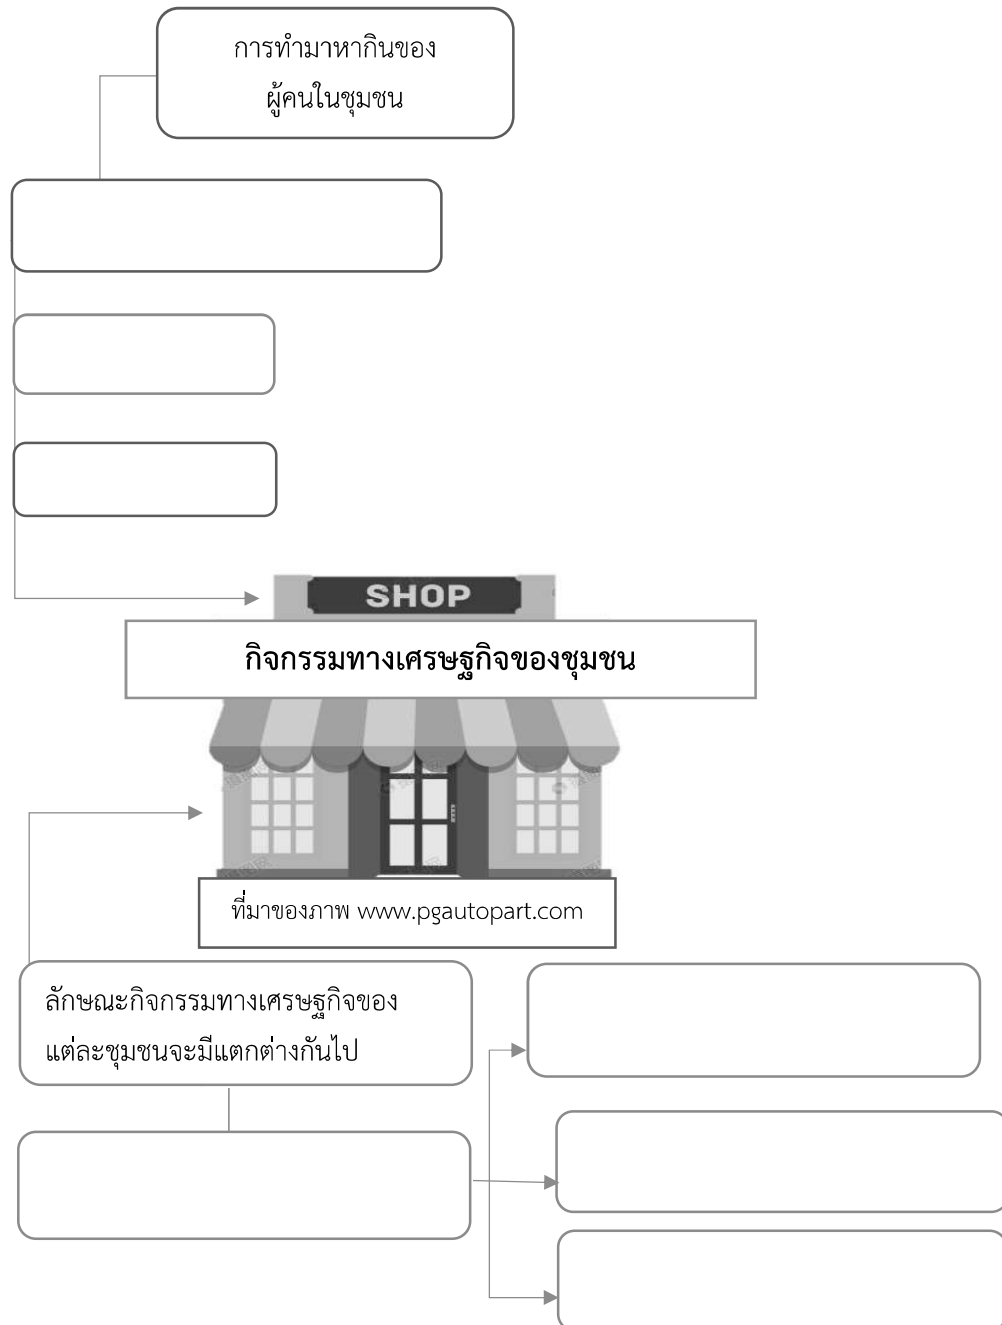 การทำมาหากินของ
ผู้คนในชุมชน
SHOP
กิจกรรมทางเศรษฐกิจของชุมชน
ที่มาของภาพ www.pgautopart.com
ลักษณะกิจกรรมทางเศรษฐกิจของ
แต่ละชุมชนจะมีแตกต่างกันไป